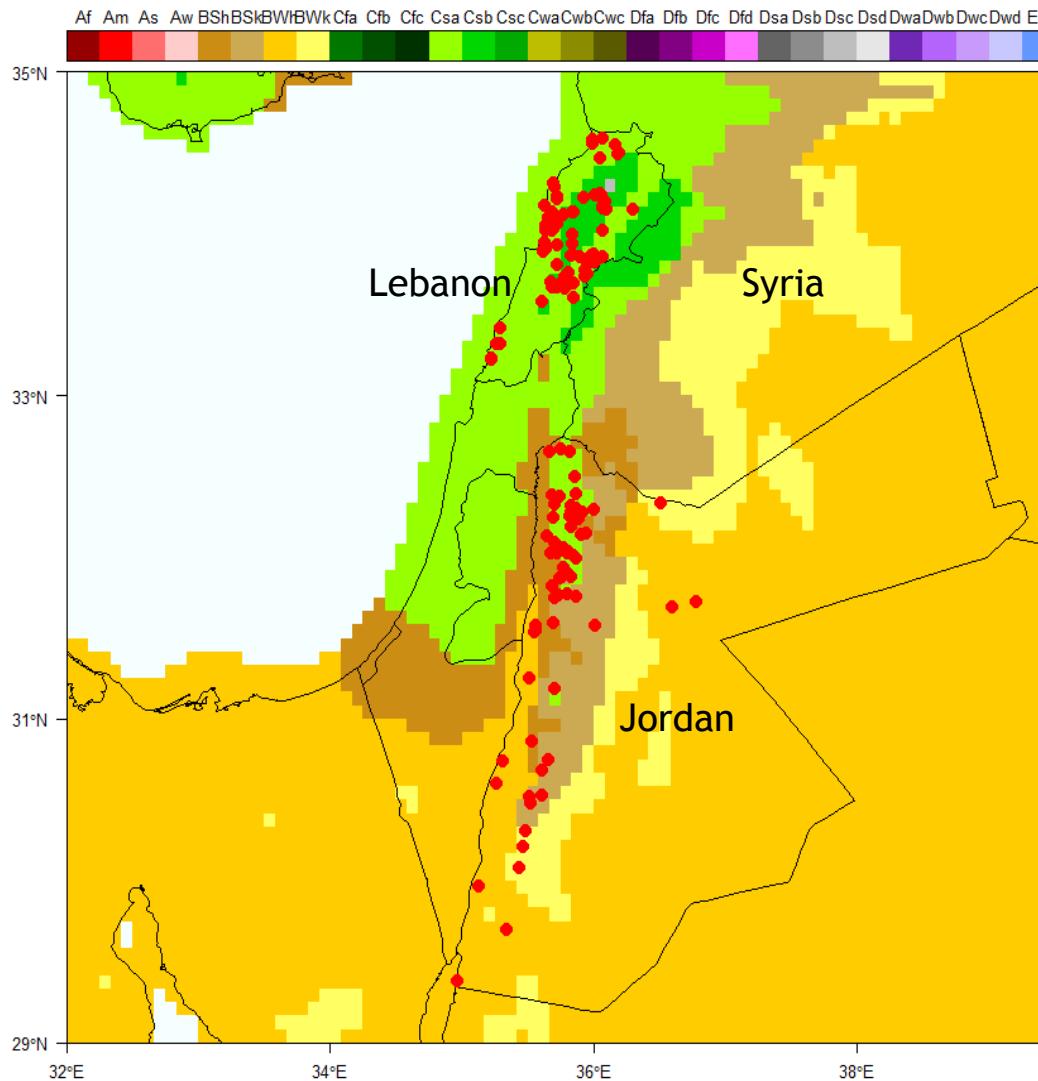 Af Am As Aw BSh BSk BWh BWk Cfa Cfb Cfc Csa Csb Csc Cwa Cwb Cwc Dfa Dfb Dfc Dfd Dsa Dsb Dsc Dsd Dwa Dwb Dwc Dwd E
35°N
Lebanon Syria
33°N
31°N
Jordan
29°N
32°E 34°E 36°E 38°E